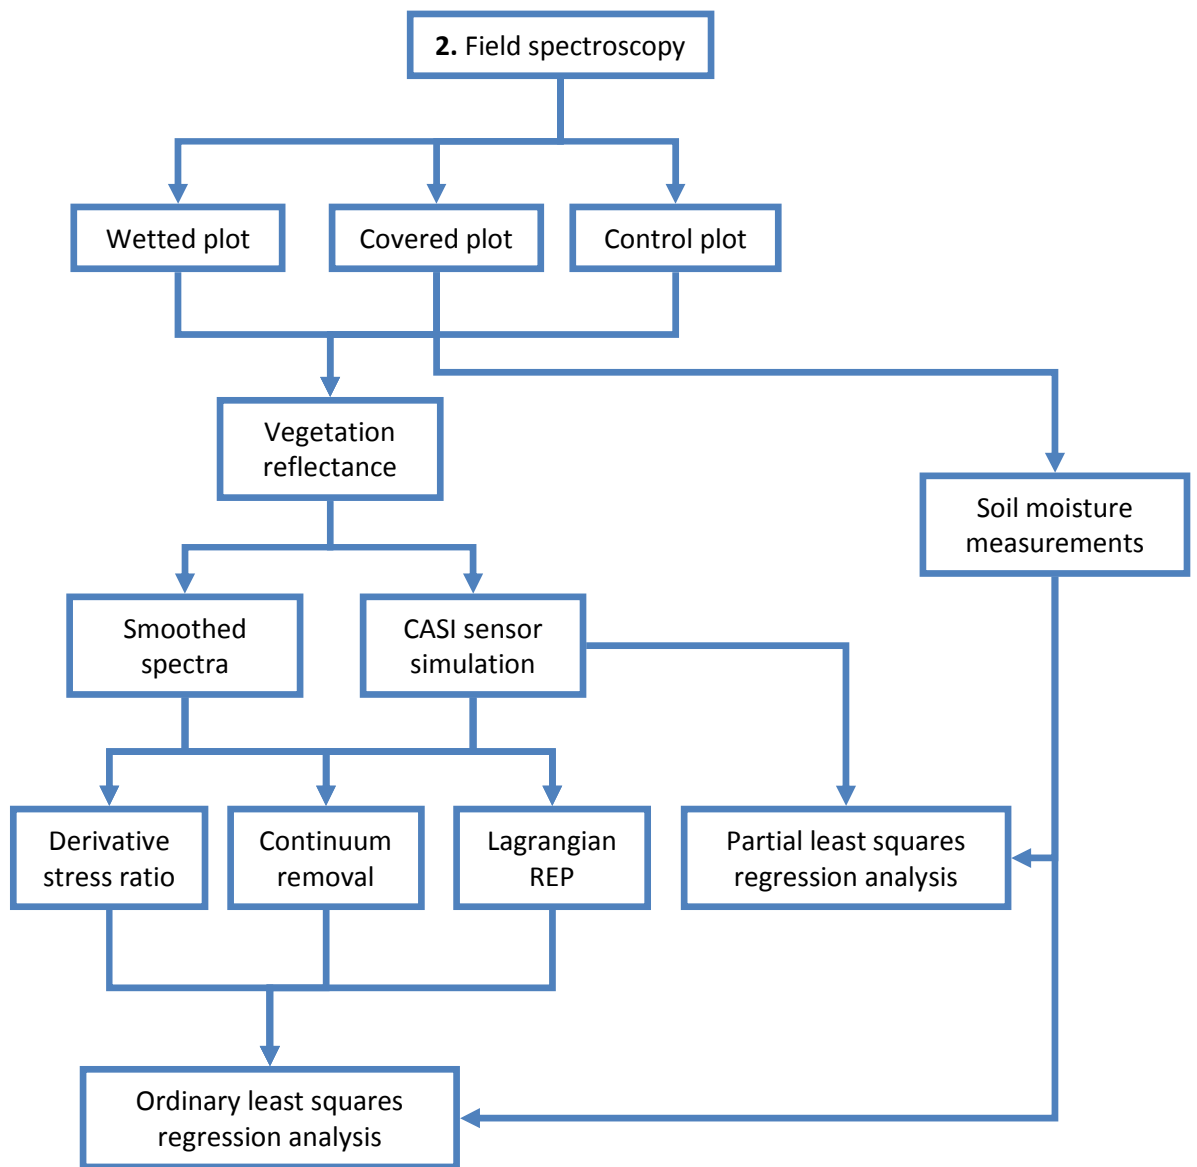 2. Field spectroscopy
Wetted plot
Covered plot
Control plot
Vegetation
reflectance
Soil moisture
measurements
Smoothed
spectra
CASI sensor
simulation
Derivative
stress ratio
Continuum
removal
Lagrangian
REP
Partial least squares
regression analysis
Ordinary least squares
regression analysis